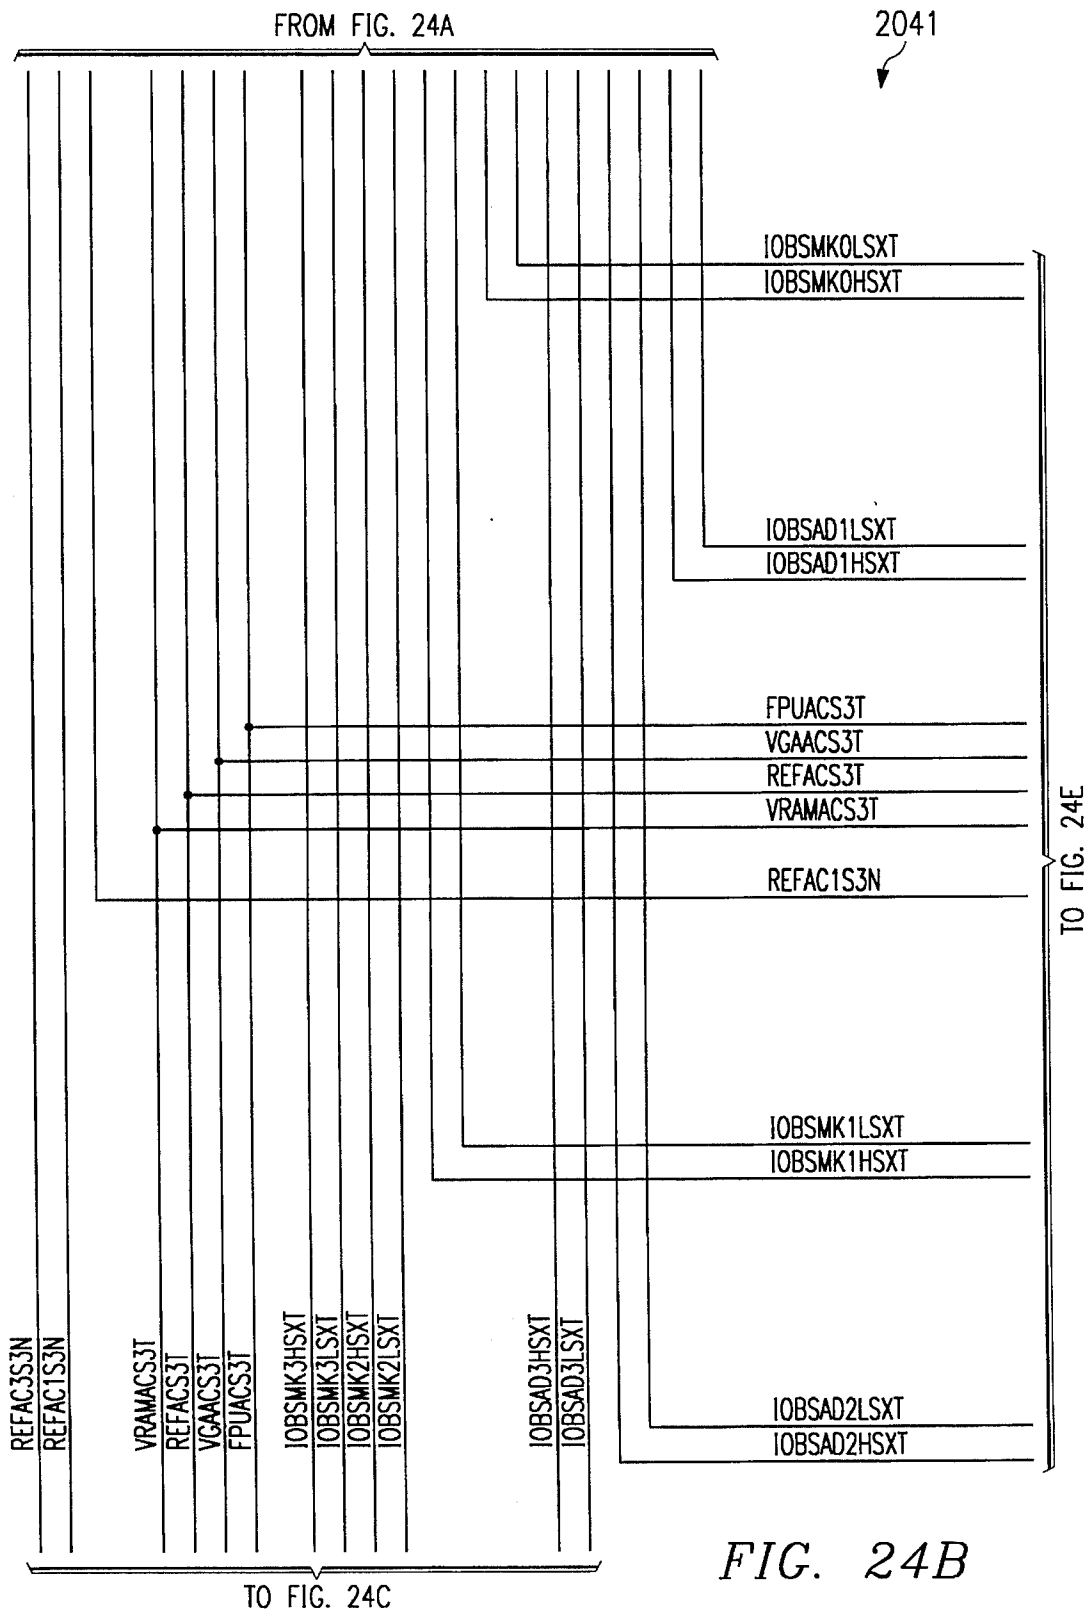 FROM FIG. 24A
2041
IOBSMK0LSXT
IOBSMK0HSXT
IOBSAD1LSXT
IOBSAD1HSXT
FPUACS3T
VGAACS3T
REFACS3T
VRAMACS3T
REFAC1S3N
TO FIG. 24E
IOBSMK1LSXT
IOBSMK1HSXT
IOBSAD2LSXT
IOBSAD2HSXT
REFAC3S3N
REFAC1S3N
VRAMACS3T
REFACS3T
VGAACS3T
FPUACS3T
IOBSMK3HSXT
IOBSMK3LSXT
IOBSMK2HSXT
IOBSMK2LSXT
IOBSAD3HSXT
IOBSAD3LSXT
TO FIG. 24C
FIG. 24B